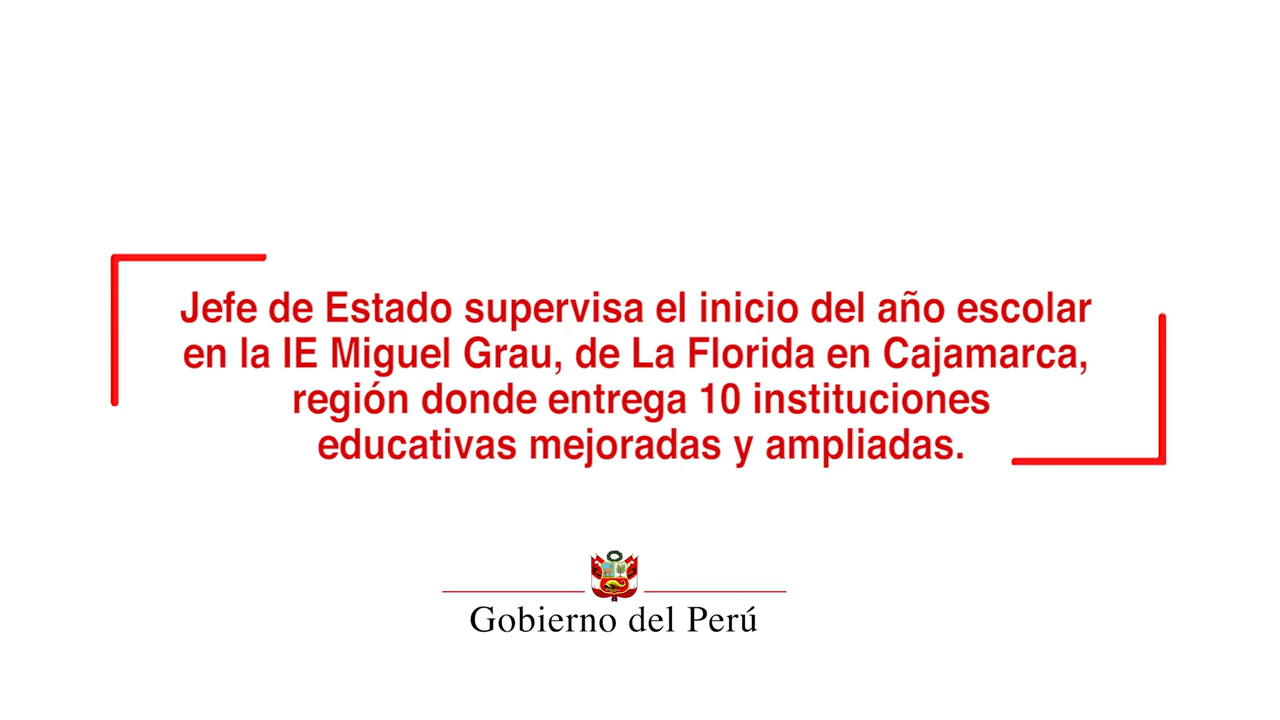 Jefe de Estado supervisa el inicio del año escolar
en la IE Miguel Grau, de La Florida en Cajamarca,
región donde entrega 10 instituciones
educativas mejoradas y ampliadas.
Gobierno del Perú